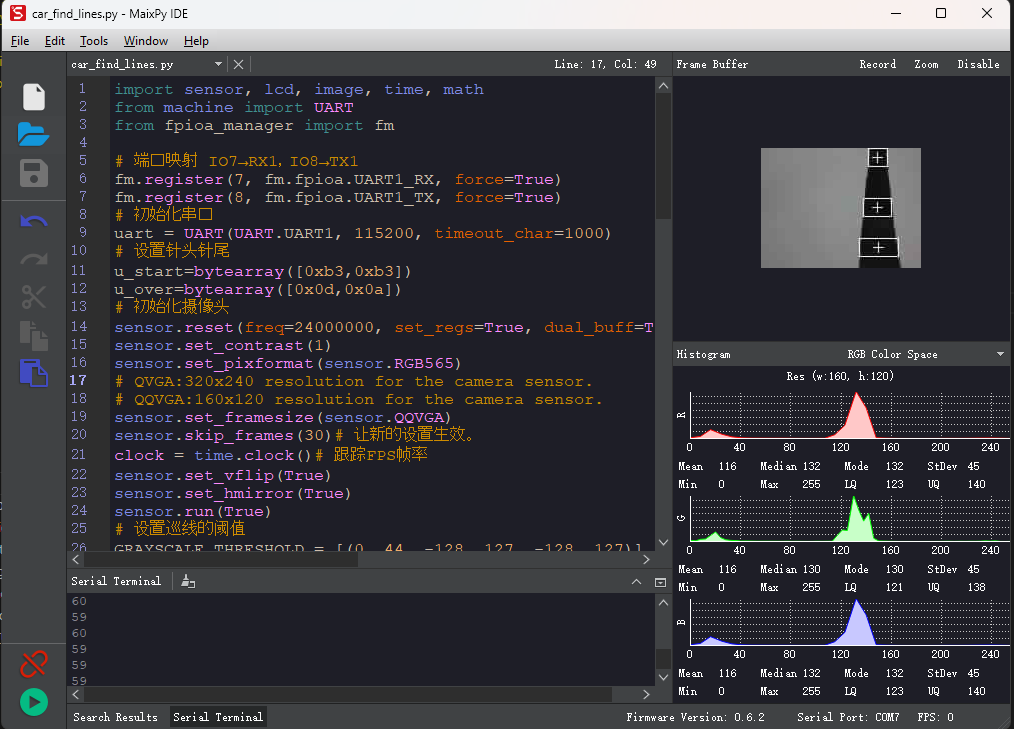 car_find_lines.py - MaixPy IDE
File Edit Tools Window Help
car_find_lines.py
Line: 17, Col: 49
Frame Buffer
Record Zoom Disable
1 import sensor, lcd, image, time, math
2 from machine import UART
3 from fpioa_manager import fm
4
5 # 端口映射 IO7→RX1, IO8→TX1
6 fm.register(7, fm.fpioa.UART1_RX, force=True)
7 fm.register(8, fm.fpioa.UART1_TX, force=True)
8 # 初始化串口
9 uart = UART(UART.UART1, 115200, timeout_char=1000)
10 # 设置针头针尾
11 u_start=bytearray([0xb3,0xb3])
12 u_over=bytearray([0x0d,0x0a])
13 # 初始化摄像头
14 sensor.reset(freq=24000000, set_regs=True, dual_buff=T
15 sensor.set_contrast(1)
16 sensor.set_pixformat(sensor.RGB565)
17 # QVGA:320x240 resolution for the camera sensor.
18 # QQVGA:160x120 resolution for the camera sensor.
19 sensor.set_framesize(sensor.QQVGA)
20 sensor.skip_frames(30)# 让新的设置生效。
21 clock = time.clock()# 跟踪FPS帧率
22 sensor.set_vflip(True)
23 sensor.set_hmirror(True)
24 sensor.run(True)
25 # 设置巡线的阈值
26 GRAYSCALE_THRESHOLD = [(0, 44, -128, 127, -128, 127)]
Histogram
RGB Color Space
Res (w:160, h:120)
R
0 40 80 120 160 200 240
Mean 116 Median 132 Mode 132 StDev 45
Min 0 Max 255 LQ 123 UQ 140
G
0 40 80 120 160 200 240
Mean 116 Median 130 Mode 130 StDev 45
Min 0 Max 255 LQ 121 UQ 138
B
0 40 80 120 160 200 240
Mean 116 Median 132 Mode 132 StDev 45
Min 0 Max 255 LQ 123 UQ 140
Serial Terminal
60
59
60
59
59
59
Search Results Serial Terminal
Firmware Version: 0.6.2 Serial Port: COM7 FPS: 0